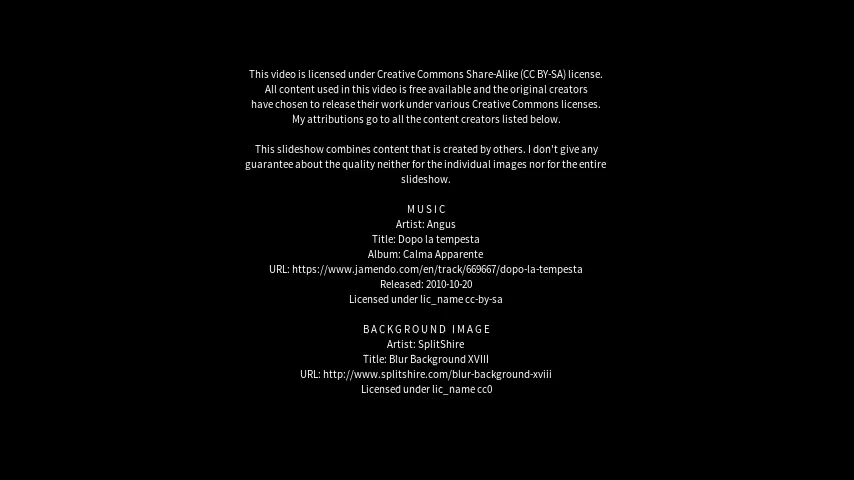 This video is licensed under Creative Commons Share-Alike (CC BY-SA) license.
All content used in this video is free available and the original creators
have chosen to release their work under various Creative Commons licenses.
My attributions go to all the content creators listed below.
This slideshow combines content that is created by others. I don't give any
guarantee about the quality neither for the individual images nor for the entire
slideshow.
MUSIC
Artist: Angus
Title: Dopo la tempesta
Album: Calma Apparente
URL: https://www.jamendo.com/en/track/669667/dopo-la-tempesta
Released: 2010-10-20
Licensed under lic_name cc-by-sa
BACKGROUND IMAGE
Artist: SplitShire
Title: Blur Background XVIII
URL: http://www.splitshire.com/blur-background-xviii
Licensed under lic_name cc0